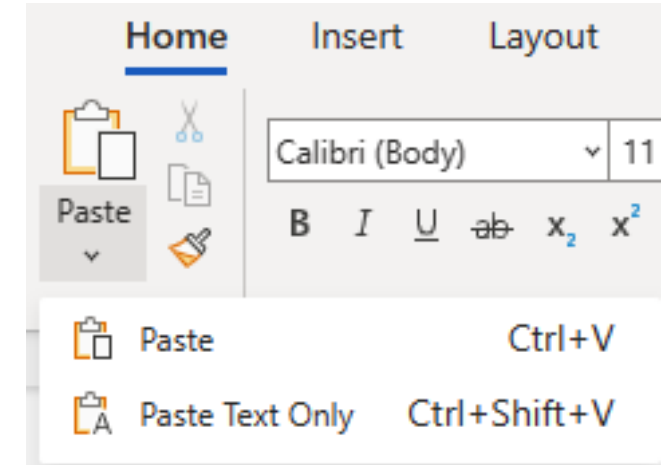 Home Insert Layout
Calibri (Body) 11
Paste
B I U ab x₂ x²
Paste Ctrl+V
Paste Text Only Ctrl+Shift+V